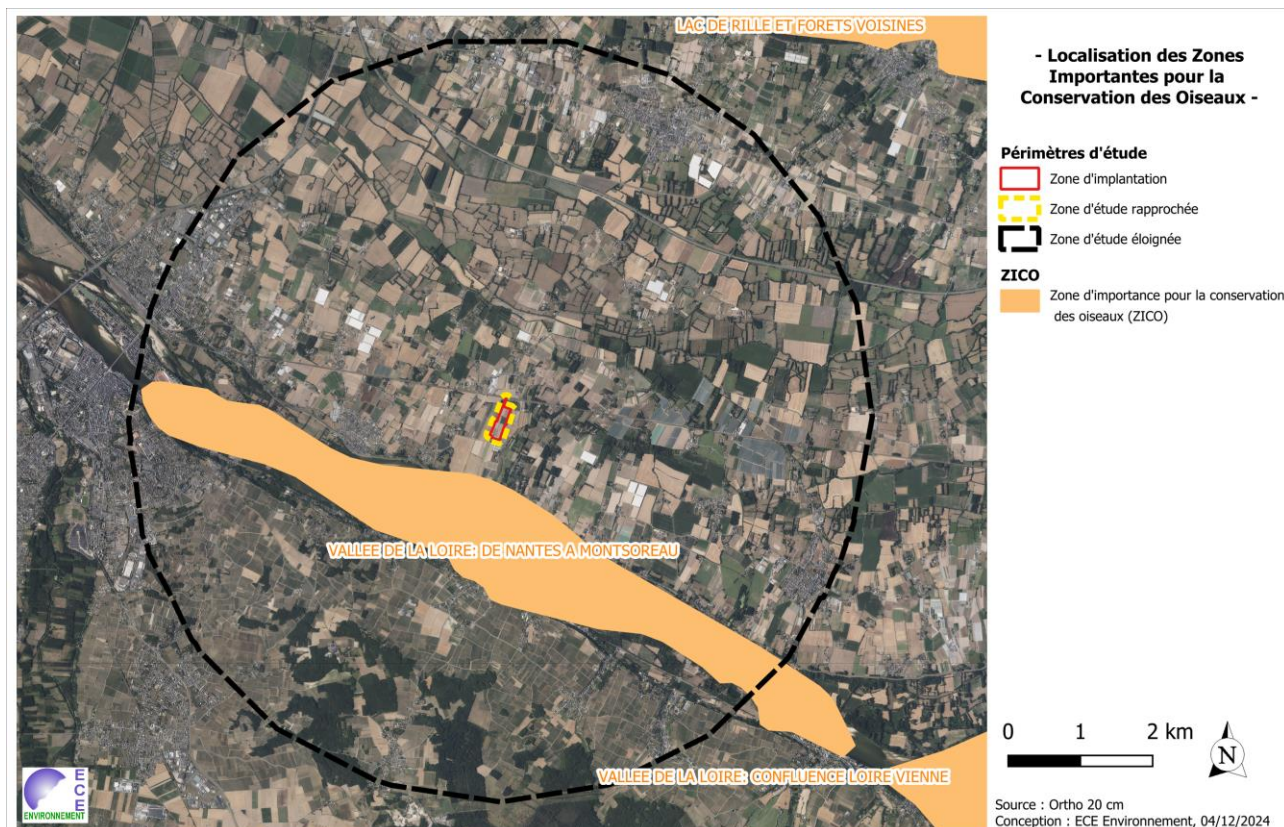 LAC DE RILLE ET FORETS VOISINES
VALLEE DE LA LOIRE: DE NANTES A MONTSOREAU
VALLEE DE LA LOIRE: CONFLUENCE LOIRE VIENNE
ECE
ENVIRONNEMENT
- Localisation des Zones
Importantes pour la
Conservation des Oiseaux -
Périmètres d'étude
Zone d'implantation
Zone d'étude rapprochée
Zone d'étude éloignée
ZICO
Zone d'importance pour la conservation
des oiseaux (ZICO)
0 1 2 km
N
Source : Ortho 20 cm
Conception : ECE Environnement, 04/12/2024